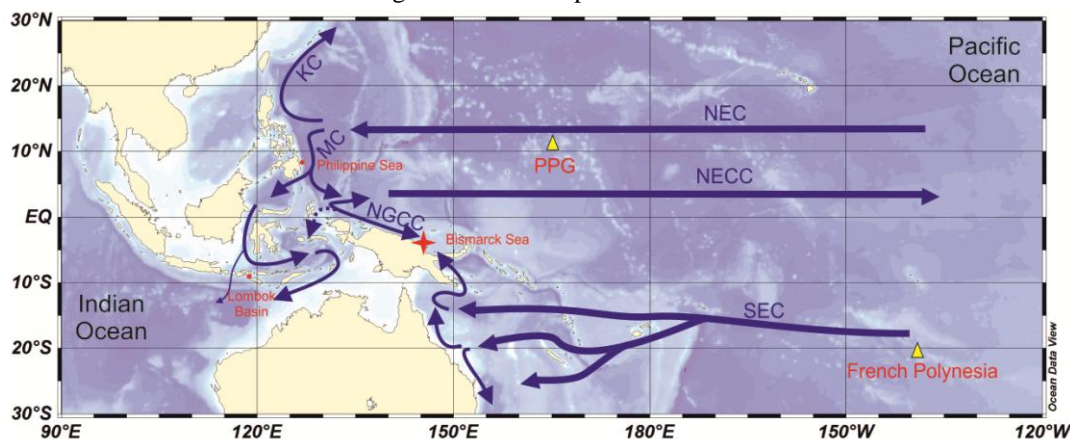 30°N
Pacific
Ocean
KC
20°N
NEC
MC
10°N
Philippine Sea
PPG
NECC
EQ
NGCC
Bismarck Sea
10°S
Indian
Ocean
Lombok
Basin
SEC
20°S
French Polynesia
30°S
Ocean Data View
90°E
120°E
150°E
180°E
150°W
120°W